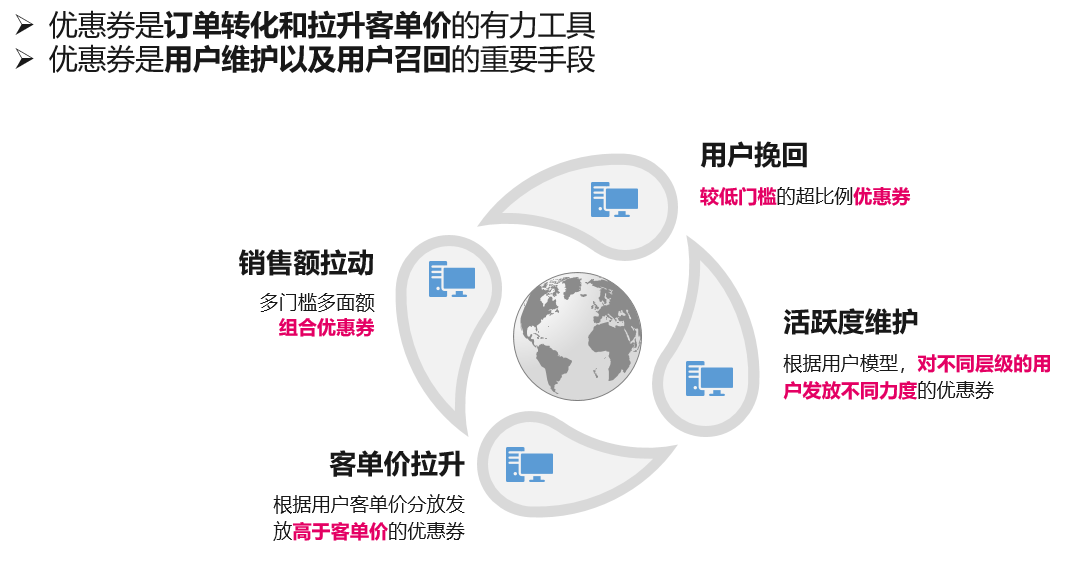 ➢ 优惠券是订单转化和拉升客单价的有力工具
➢ 优惠券是用户维护以及用户召回的重要手段
用户挽回
较低门槛的超比例优惠券
销售额拉动
多门槛多面额
组合优惠券
活跃度维护
根据用户模型，对不同层级的用
户发放不同力度的优惠券
客单价拉升
根据用户客单价分放发
放高于客单价的优惠券